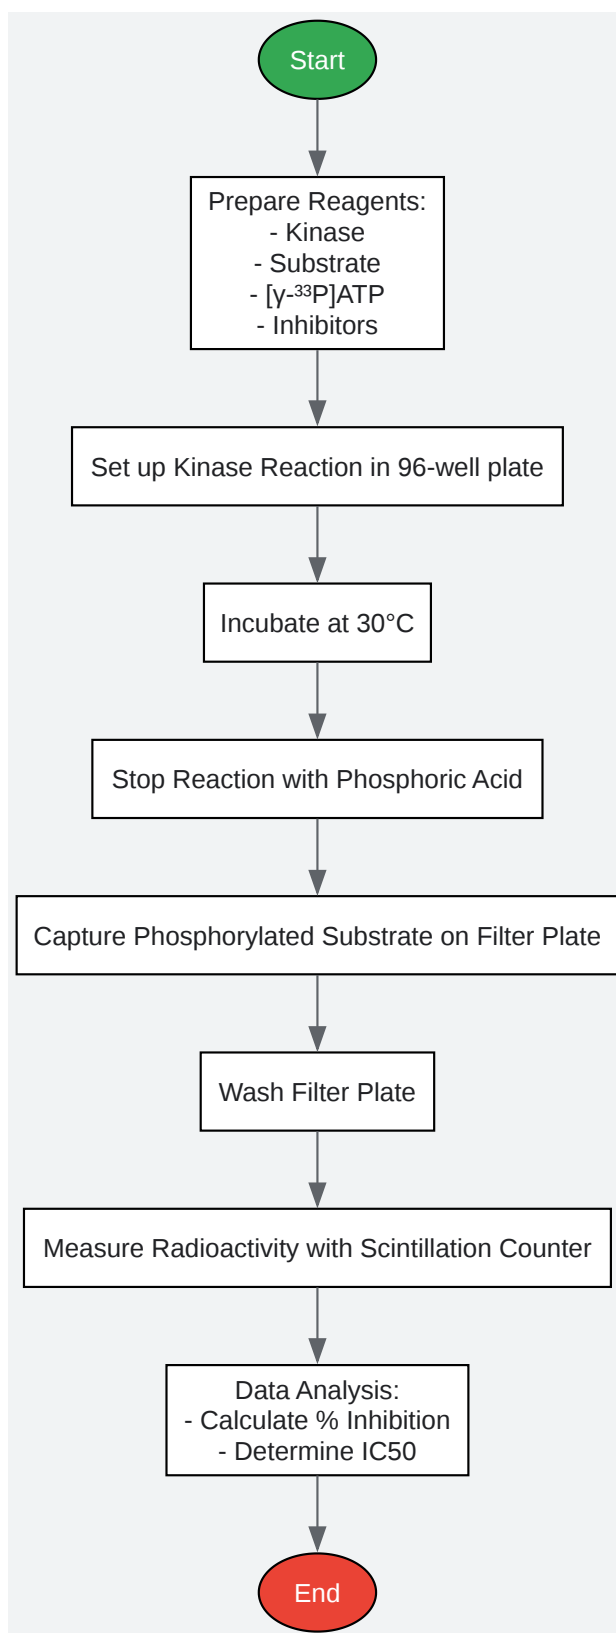 Start
Prepare Reagents:
- Kinase
- Substrate
- [γ-³³P]ATP
- Inhibitors
Set up Kinase Reaction in 96-well plate
Incubate at 30°C
Stop Reaction with Phosphoric Acid
Capture Phosphorylated Substrate on Filter Plate
Wash Filter Plate
Measure Radioactivity with Scintillation Counter
Data Analysis:
- Calculate % Inhibition
- Determine IC50
End